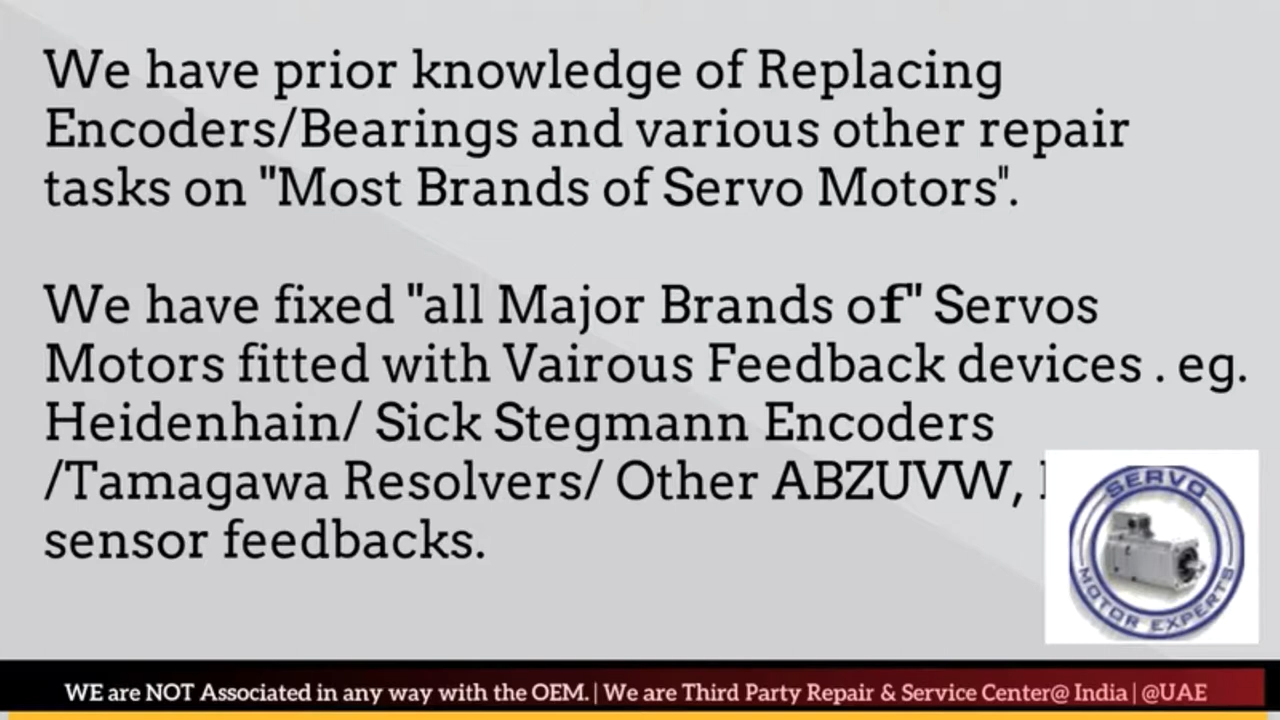 We have prior knowledge of Replacing
Encoders/Bearings and various other repair
tasks on "Most Brands of Servo Motors".
We have fixed "all Major Brands of" Servos
Motors fitted with Vairous Feedback devices . eg.
Heidenhain/ Sick Stegmann Encoders
/Tamagawa Resolvers/ Other ABZUVW,
sensor feedbacks.
SERVO
MOTOR EXPERTS
WE are NOT Associated in any way with the OEM. | We are Third Party Repair & Service Center@ India | @UAE